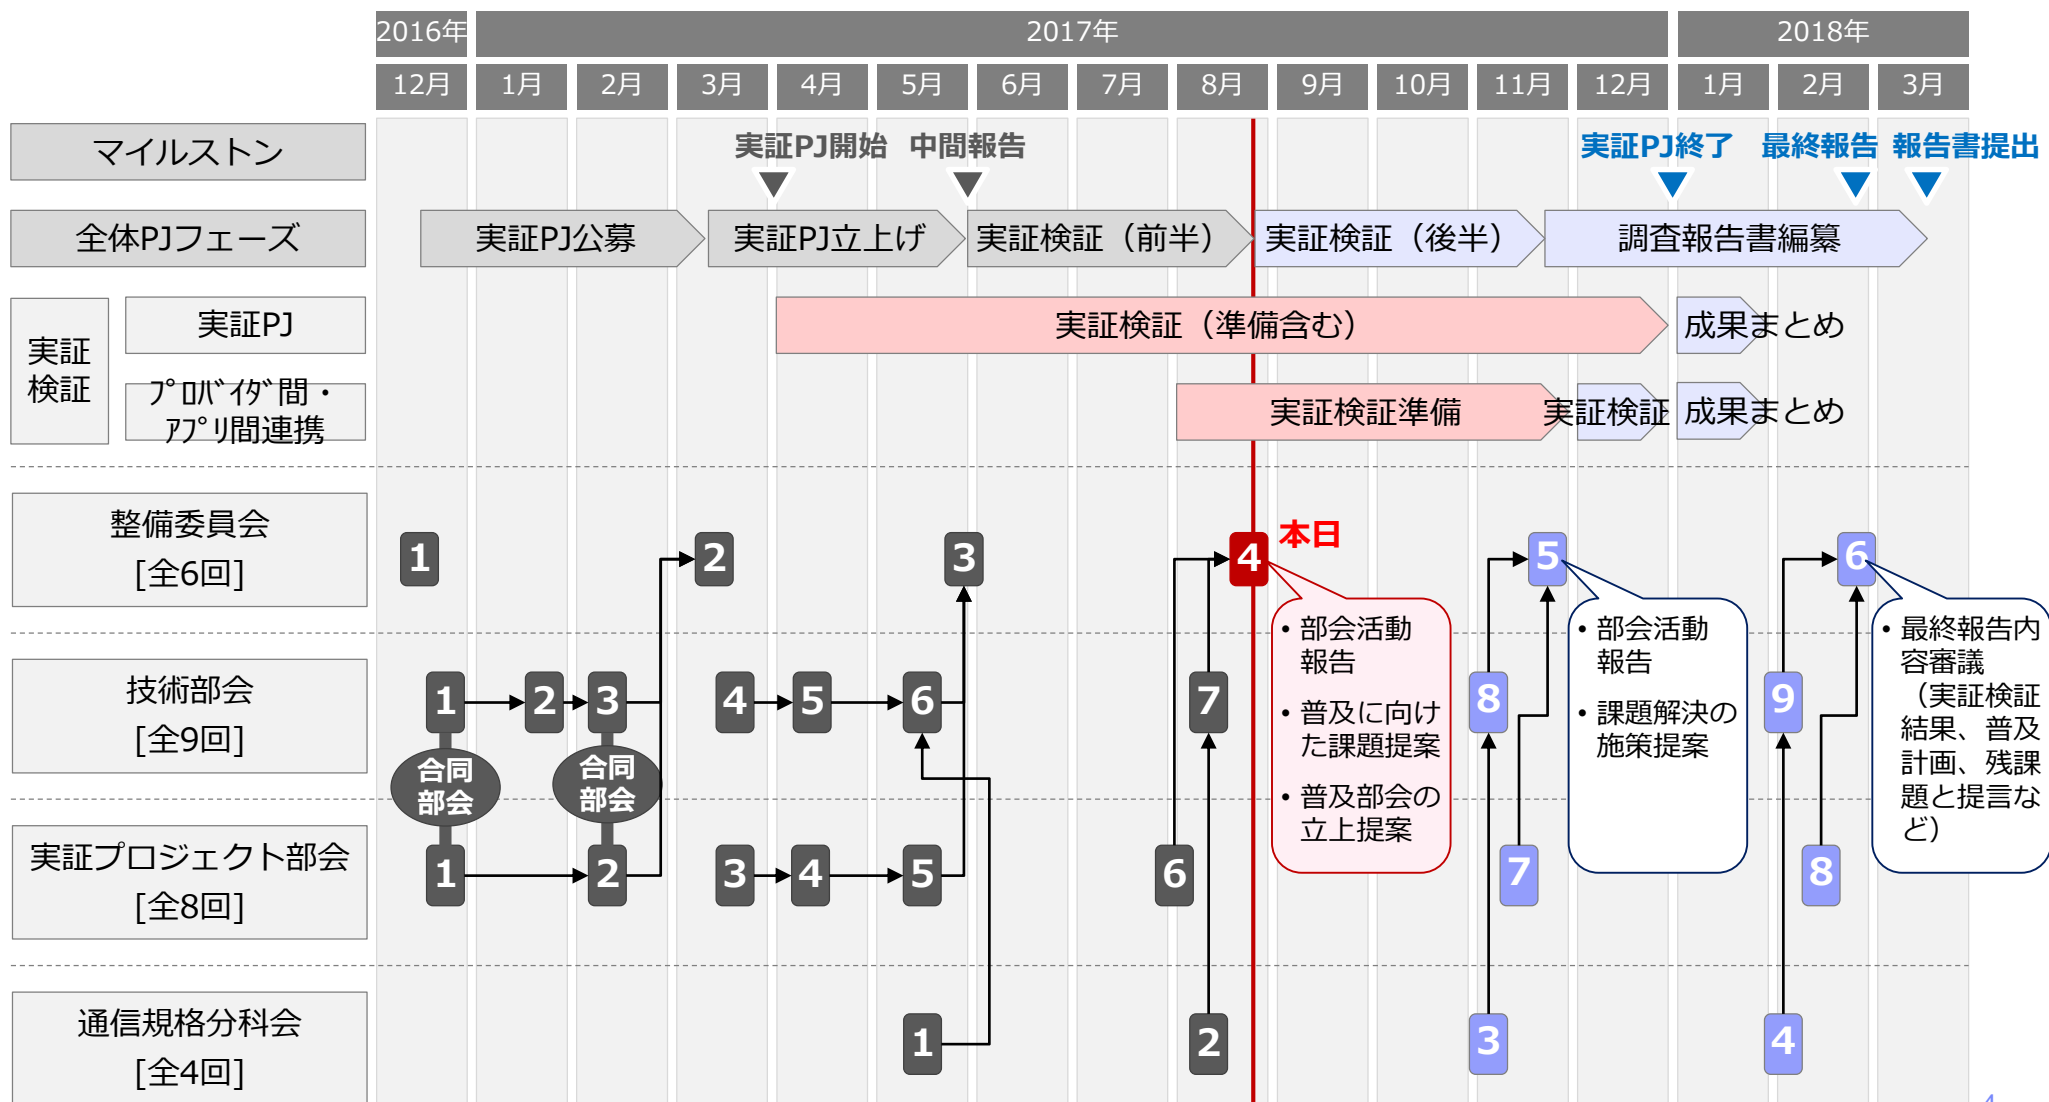 2016年
2017年
2018年
12月
1月
2月
3月
4月
5月
6月
7月
8月
9月
10月
11月
12月
1月
2月
3月
マイルストン
実証PJ開始
中間報告
実証PJ終了
最終報告
報告書提出
全体PJフェーズ
実証PJ公募
実証PJ立上げ
実証検証（前半）
実証検証（後半）
調査報告書編纂
実証
検証
実証PJ
実証検証（準備含む）
成果まとめ
ﾌﾟﾛﾊﾞｲﾀﾞ間・
ｱﾌﾟﾘ間連携
実証検証準備
実証検証
成果まとめ
整備委員会
[全6回]
1
2
3
4
本日
5
6
・部会活動
報告
・普及に向け
た課題提案
・普及部会の
立上提案
・部会活動
報告
・課題解決の
施策提案
・最終報告内
容審議
（実証検証
結果、普及
計画、残課
題と提言な
ど）
技術部会
[全9回]
1
2
3
4
5
6
7
8
9
合同
部会
合同
部会
実証プロジェクト部会
[全8回]
1
2
3
4
5
6
7
8
通信規格分科会
[全4回]
1
2
3
4
4